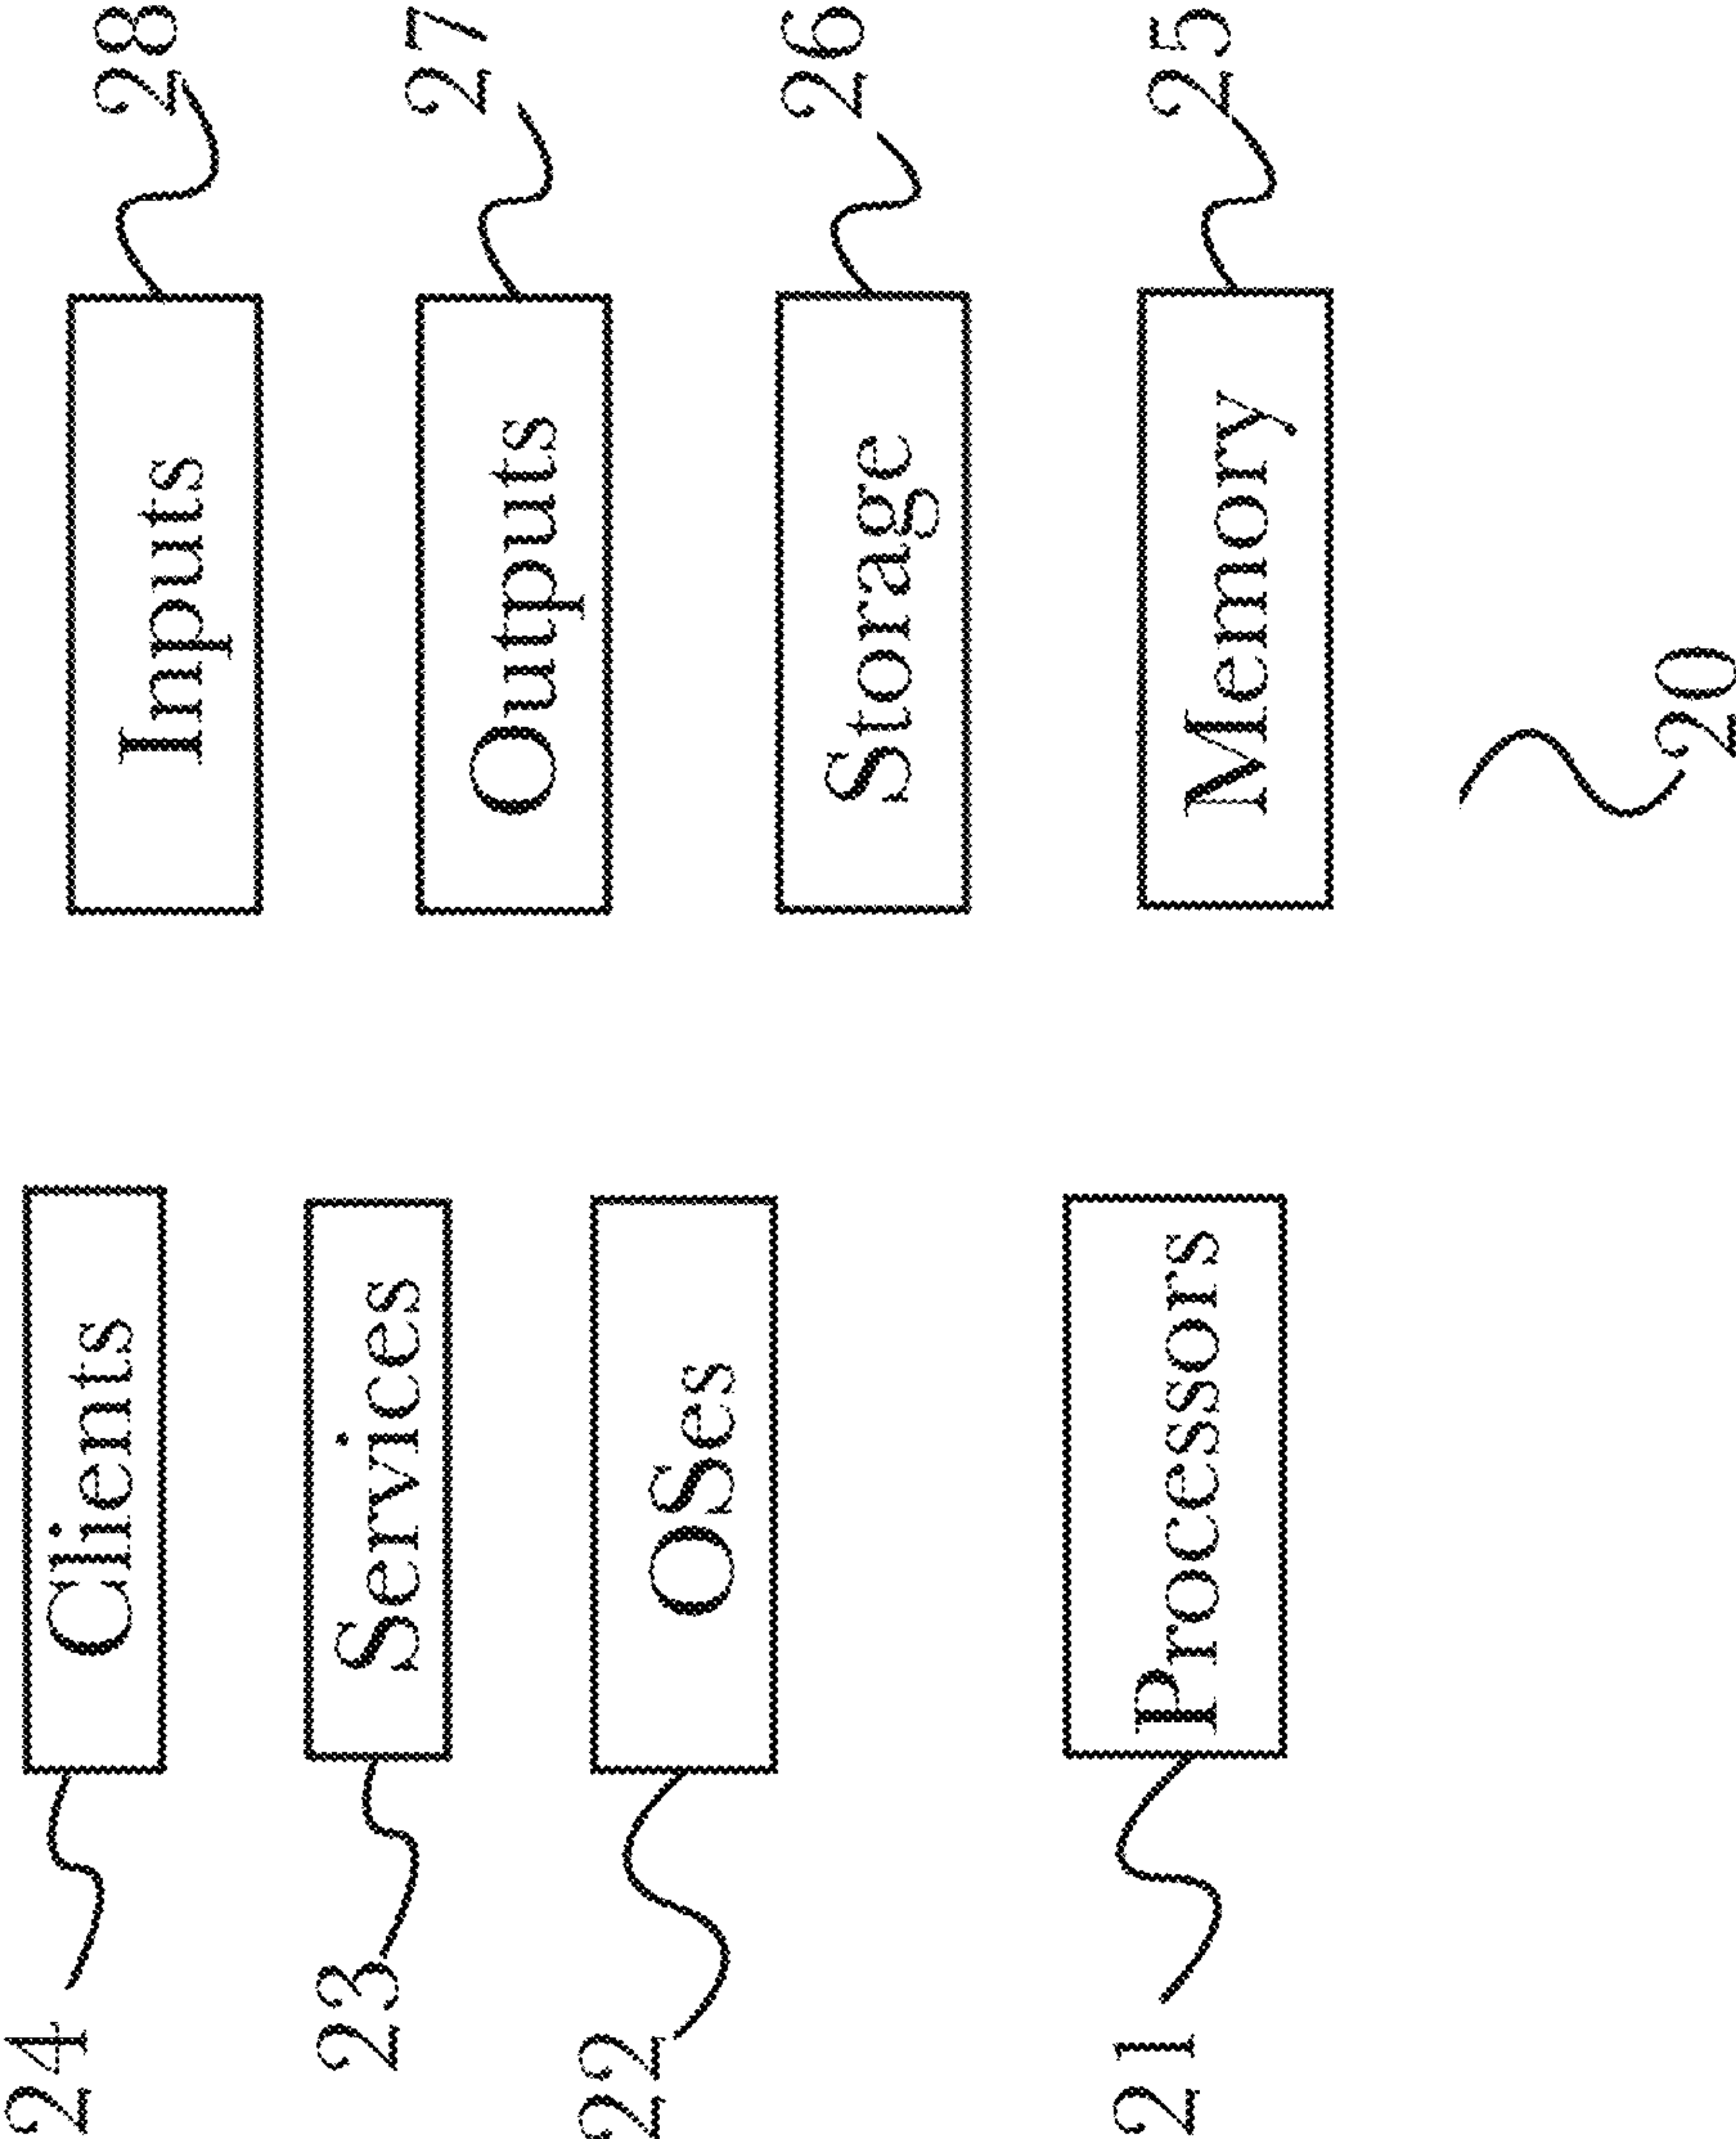 24
Clients
Inputs
28
23
Services
Outputs
27
22
OSes
Storage
26
21
Processors
Memory
25
20